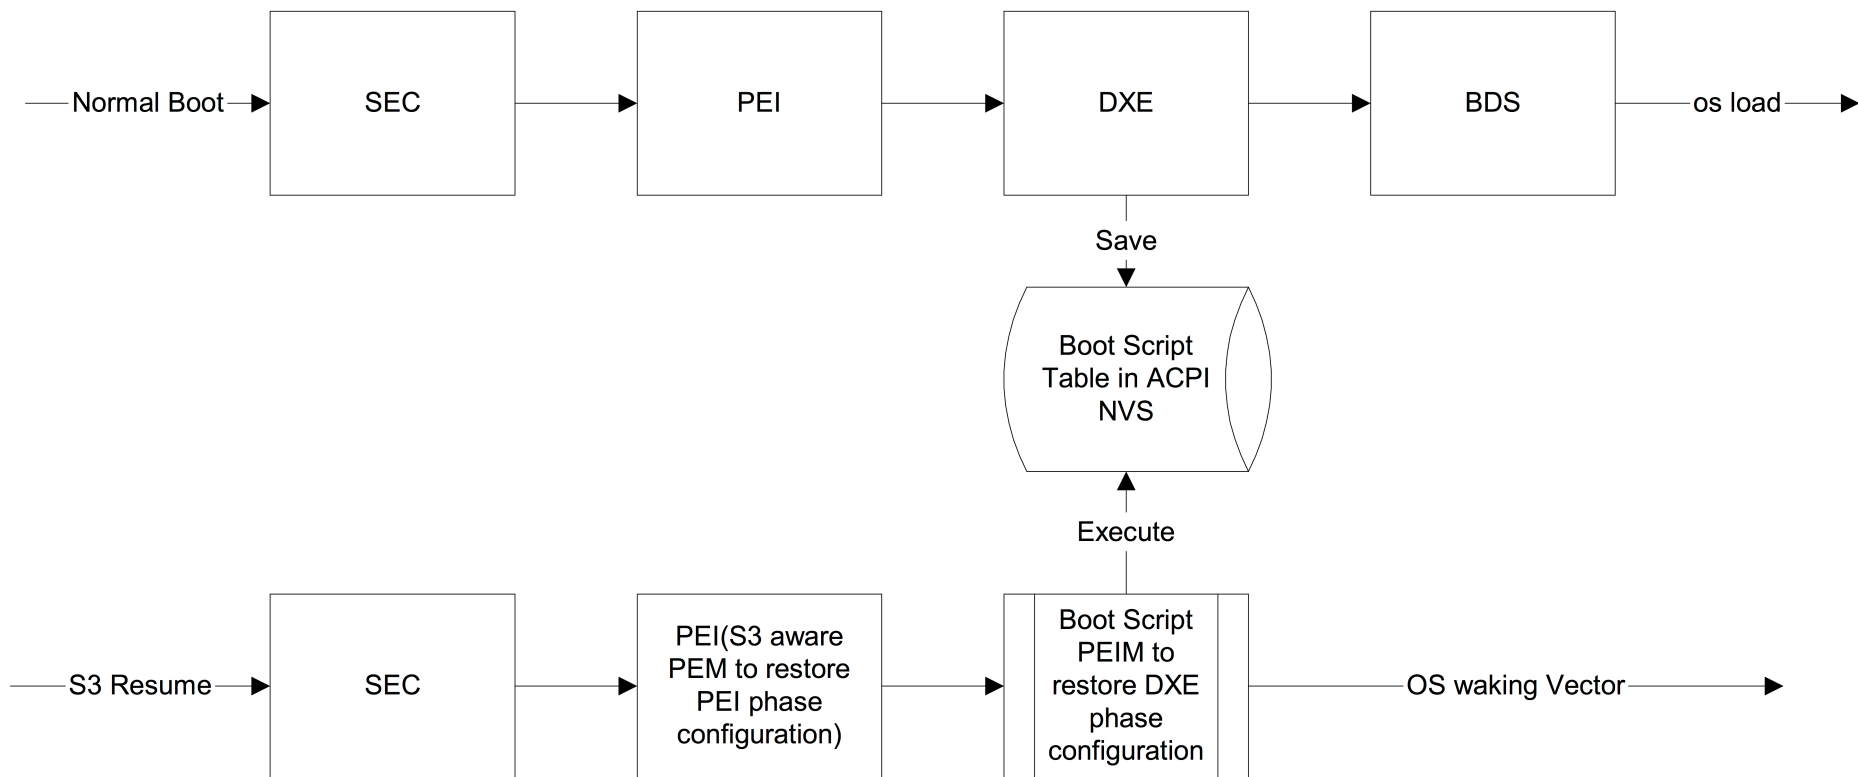 Normal Boot
SEC
PEI
DXE
BDS
os load
Save
Boot Script
Table in ACPI
NVS
Execute
S3 Resume
SEC
PEI(S3 aware
PEM to restore
PEI phase
configuration)
Boot Script
PEIM to
restore DXE
phase
configuration
OS waking Vector